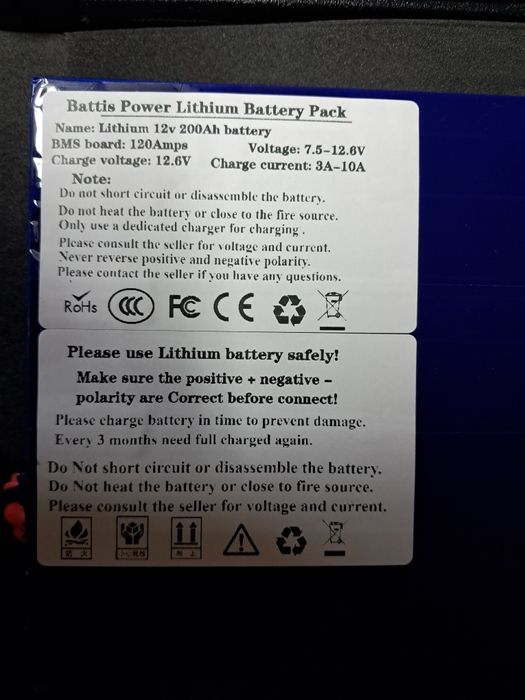 Battis Power Lithium Battery Pack
Name: Lithium 12v 200Ah battery
BMS board: 120Amps Voltage: 7.5-12.6V
Charge voltage: 12.6V Charge current: 3A-10A
Note:
Do not short circuit or disassemble the battery.
Do not heat the battery or close to the fire source.
Only use a dedicated charger for charging .
Please consult the seller for voltage and current.
Never reverse positive and negative polarity.
Please contact the seller if you have any questions.
RoHS CCC FC CE
Please use Lithium battery safely!
Make sure the positive + negative -
polarity are Correct before connect!
Please charge battery in time to prevent damage.
Every 3 months need full charged again.
Do Not short circuit or disassemble the battery.
Do Not heat the battery or close to fire source.
Please consult the seller for voltage and current.